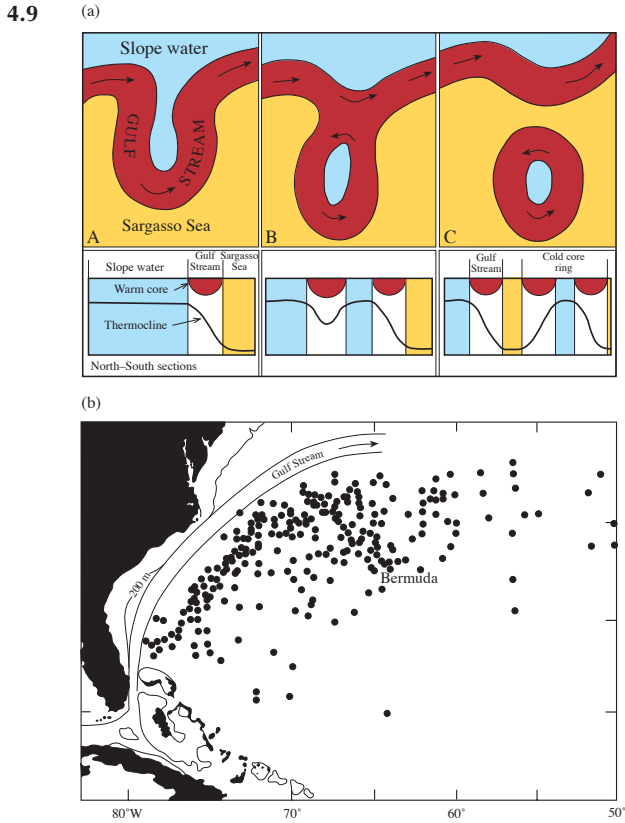 4.9
(a)
Slope water
GULF
STREAM
Sargasso Sea
A
B
C
Slope water
Gulf
Stream
Sargasso
Sea
Warm core
Thermocline
North–South sections
Gulf
Stream
Cold core
ring
(b)
Gulf Stream
200 m
Bermuda
80°W
70°
60°
50°